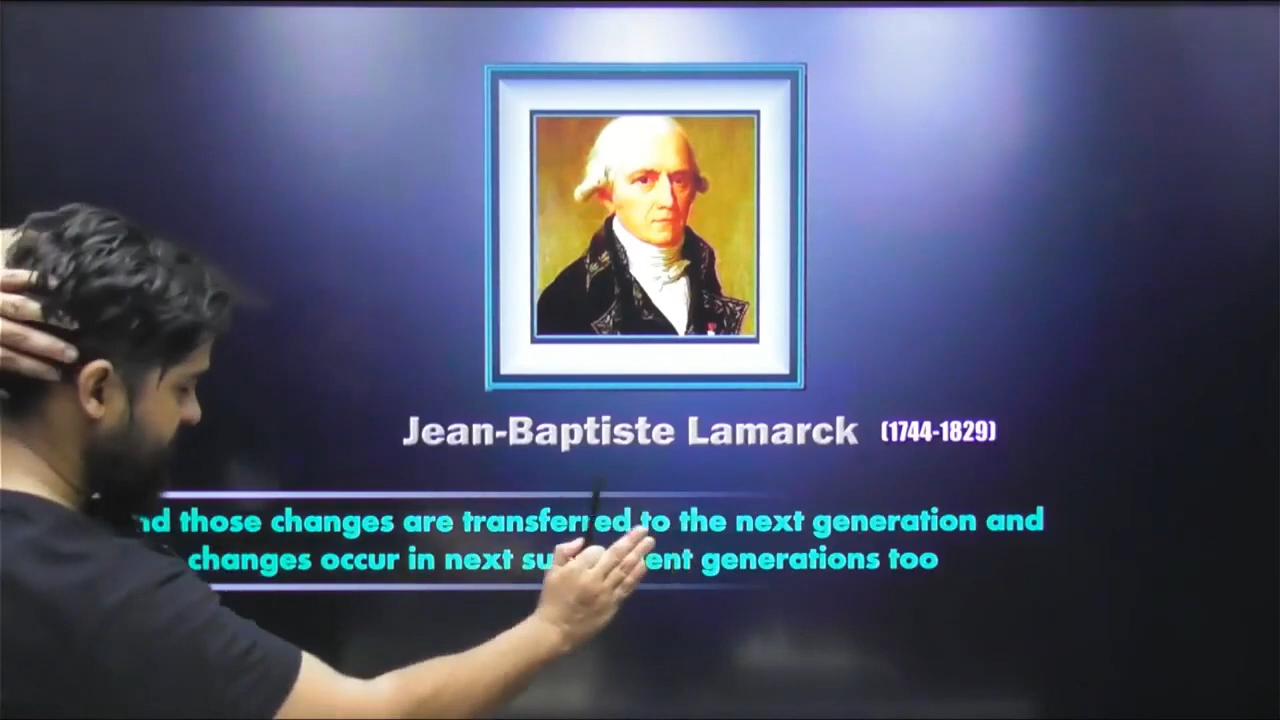 Jean-Baptiste Lamarck (1744-1829)
those changes are transferred to the next generation and
changes occur in next generations too